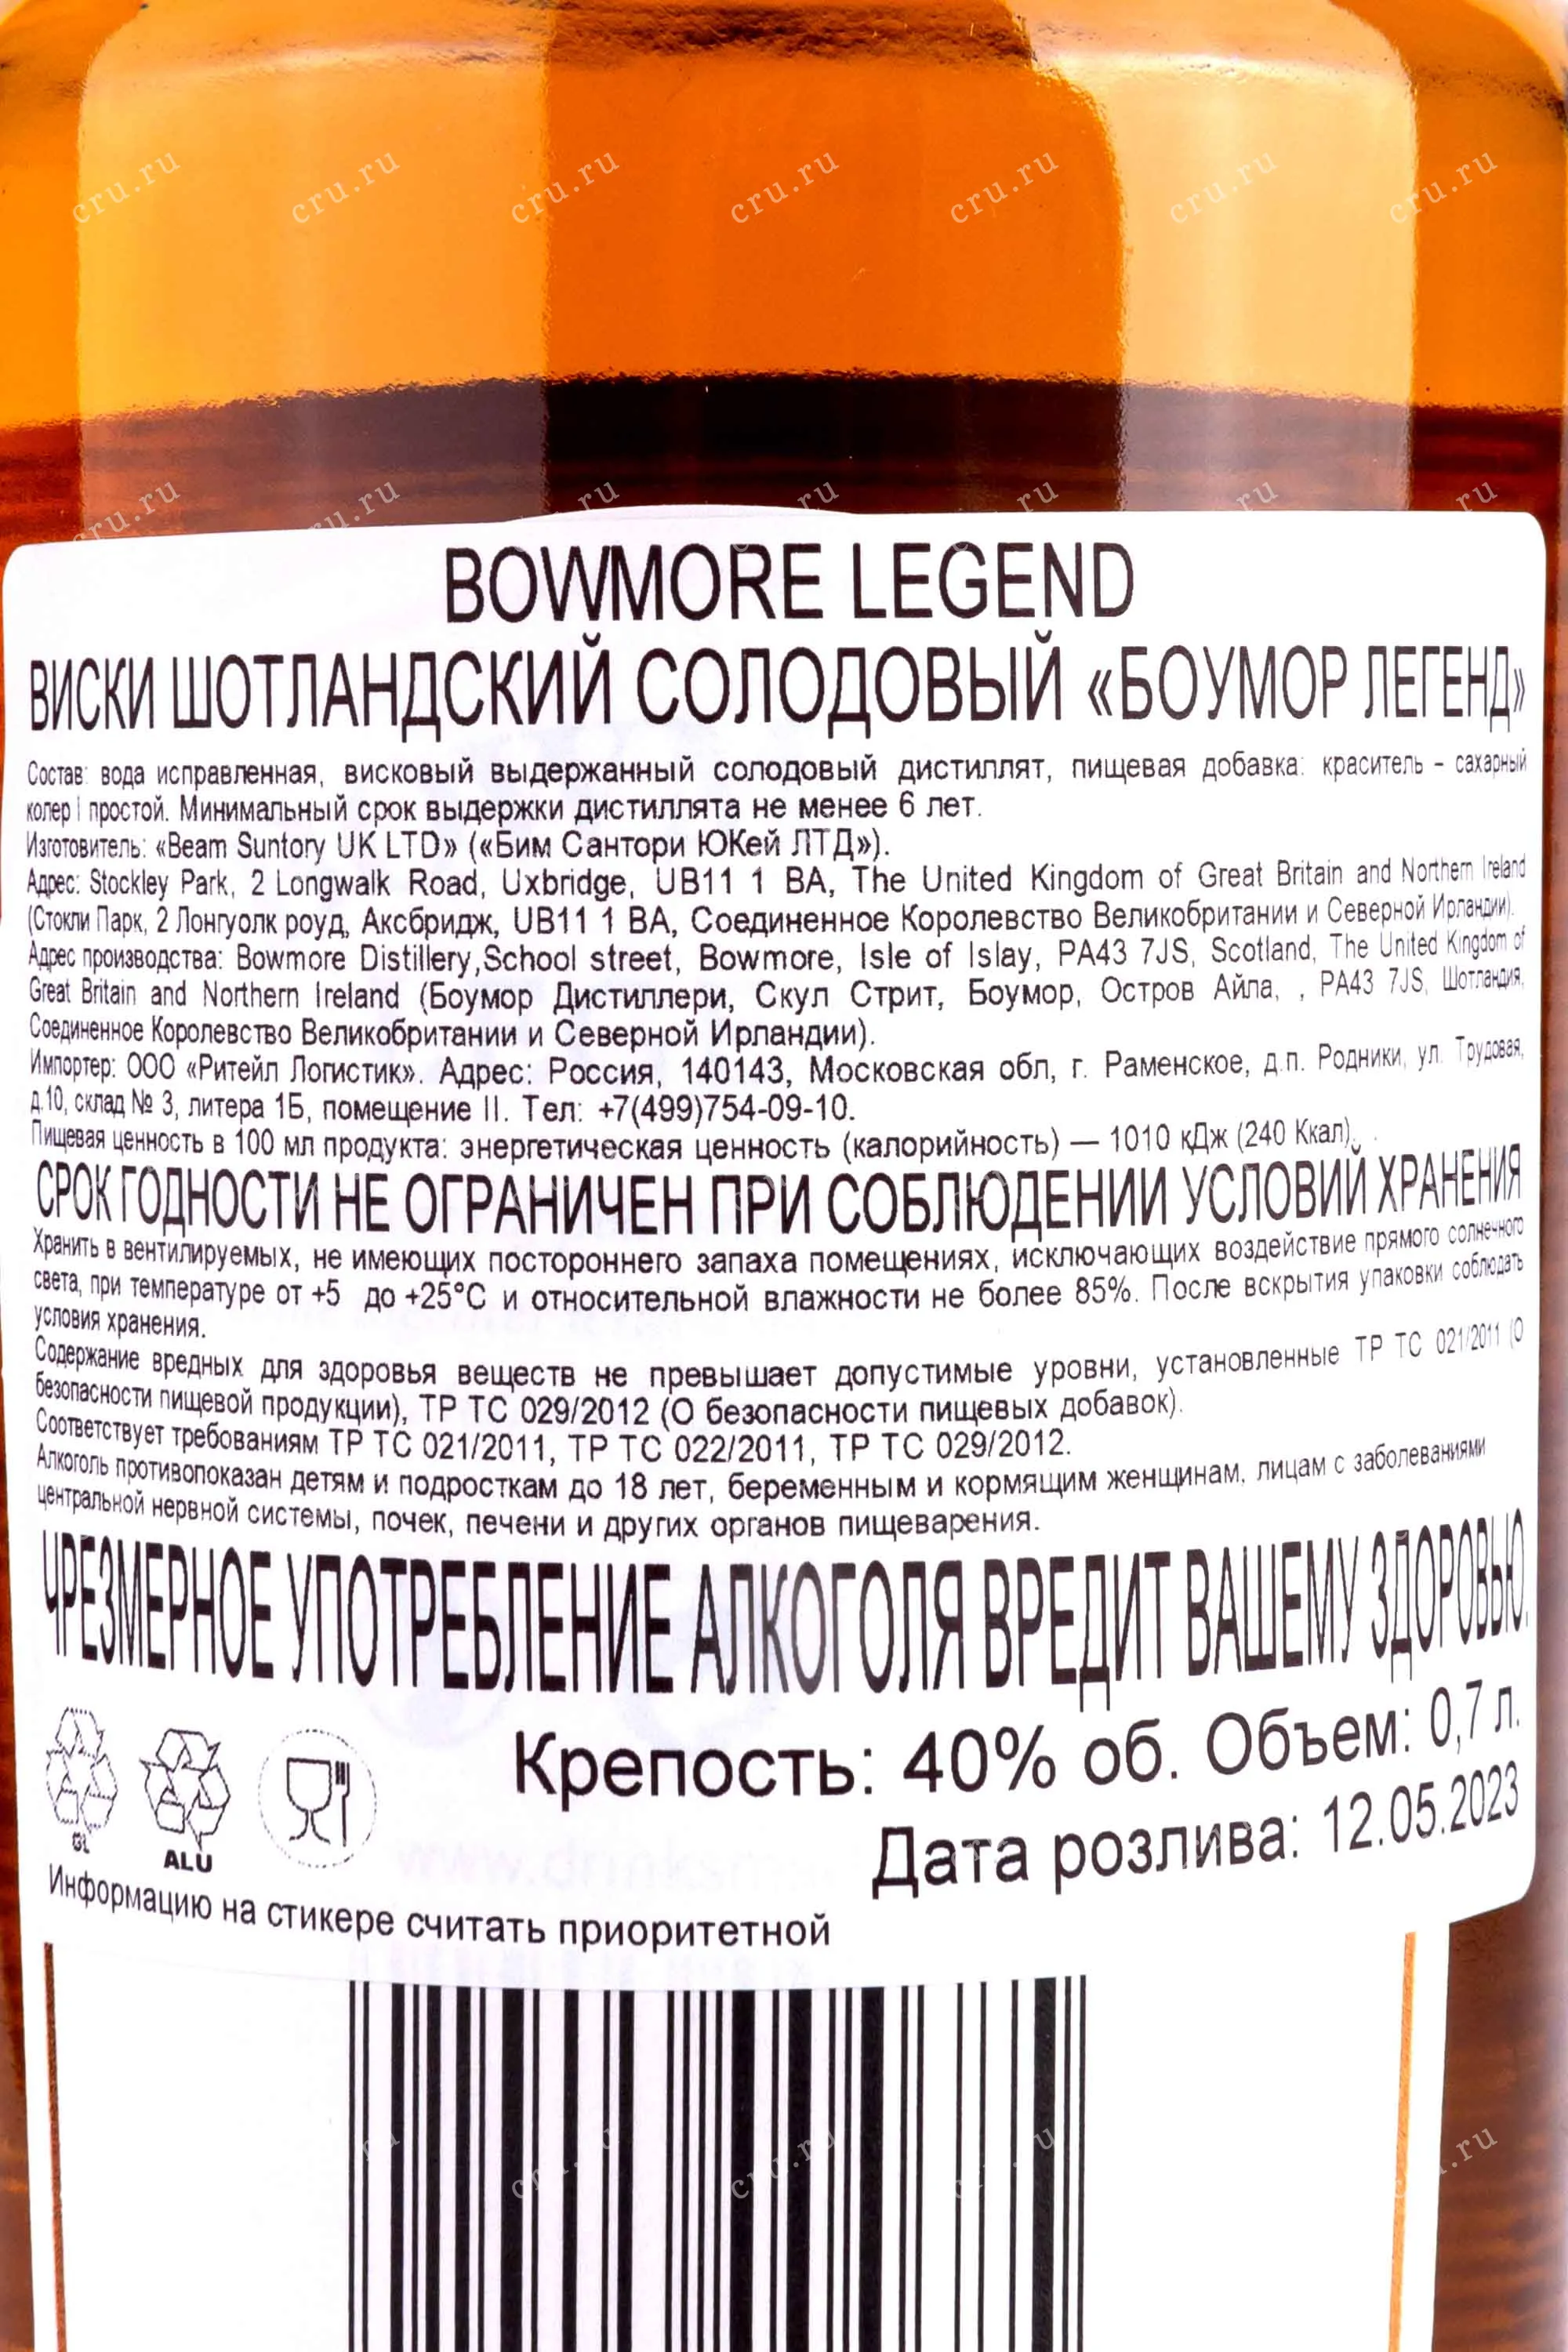 BOWMORE LEGEND
ВИСКИ ШОТЛАНДСКИЙ СОЛОДОВЫЙ «БОУМОР ЛЕГЕНД»
Состав: вода исправленная, висковый выдержанный солодовый дистиллят, пищевая добавка: краситель – сахарный
колер I простой. Минимальный срок выдержки дистиллята не менее 6 лет.
Изготовитель: «Beam Suntory UK LTD» («Бим Сантори ЮКей ЛТД»).
Адрес: Stockley Park, 2 Longwalk Road, Uxbridge, UB11 1 BA, The United Kingdom of Great Britain and Northern Ireland
(Стокли Парк, 2 Лонгуолк роуд, Аксбридж, UB11 1 BA, Соединенное Королевство Великобритании и Северной Ирландии).
Адрес производства: Bowmore Distillery,School street, Bowmore, Isle of Islay, PA43 7JS, Scotland, The United Kingdom of
Great Britain and Northern Ireland (Боумор Дистиллери, Скул Стрит, Боумор, Остров Айла, , PA43 7JS, Шотландия,
Соединенное Королевство Великобритании и Северной Ирландии).
Импортер: ООО «Ритейл Логистик». Адрес: Россия, 140143, Московская обл, г. Раменское, д.п. Родники, ул. Трудовая,
д.10, склад № 3, литера 1Б, помещение II. Тел: +7(499)754-09-10.
Пищевая ценность в 100 мл продукта: энергетическая ценность (калорийность) — 1010 кДж (240 Ккал).
СРОК ГОДНОСТИ НЕ ОГРАНИЧЕН ПРИ СОБЛЮДЕНИИ УСЛОВИЙ ХРАНЕНИЯ
Хранить в вентилируемых, не имеющих постороннего запаха помещениях, исключающих воздействие прямого солнечного
света, при температуре от +5 до +25°С и относительной влажности не более 85%. После вскрытия упаковки соблюдать
условия хранения.
Содержание вредных для здоровья веществ не превышает допустимые уровни, установленные ТР ТС 021/2011 (О
безопасности пищевой продукции), ТР ТС 029/2012 (О безопасности пищевых добавок).
Соответствует требованиям ТР ТС 021/2011, ТР ТС 022/2011, ТР ТС 029/2012.
Алкоголь противопоказан детям и подросткам до 18 лет, беременным и кормящим женщинам, лицам с заболеваниями
центральной нервной системы, почек, печени и других органов пищеварения.
ЧРЕЗМЕРНОЕ УПОТРЕБЛЕНИЕ АЛКОГОЛЯ ВРЕДИТ ВАШЕМУ ЗДОРОВЬЮ.
Крепость: 40% об. Объем: 0,7 л.
Дата розлива: 12.05.2023
GL
ALU
Информацию на стикере считать приоритетной
cru.ru cru.ru cru.ru cru.ru cru.ru cru.ru cru.ru